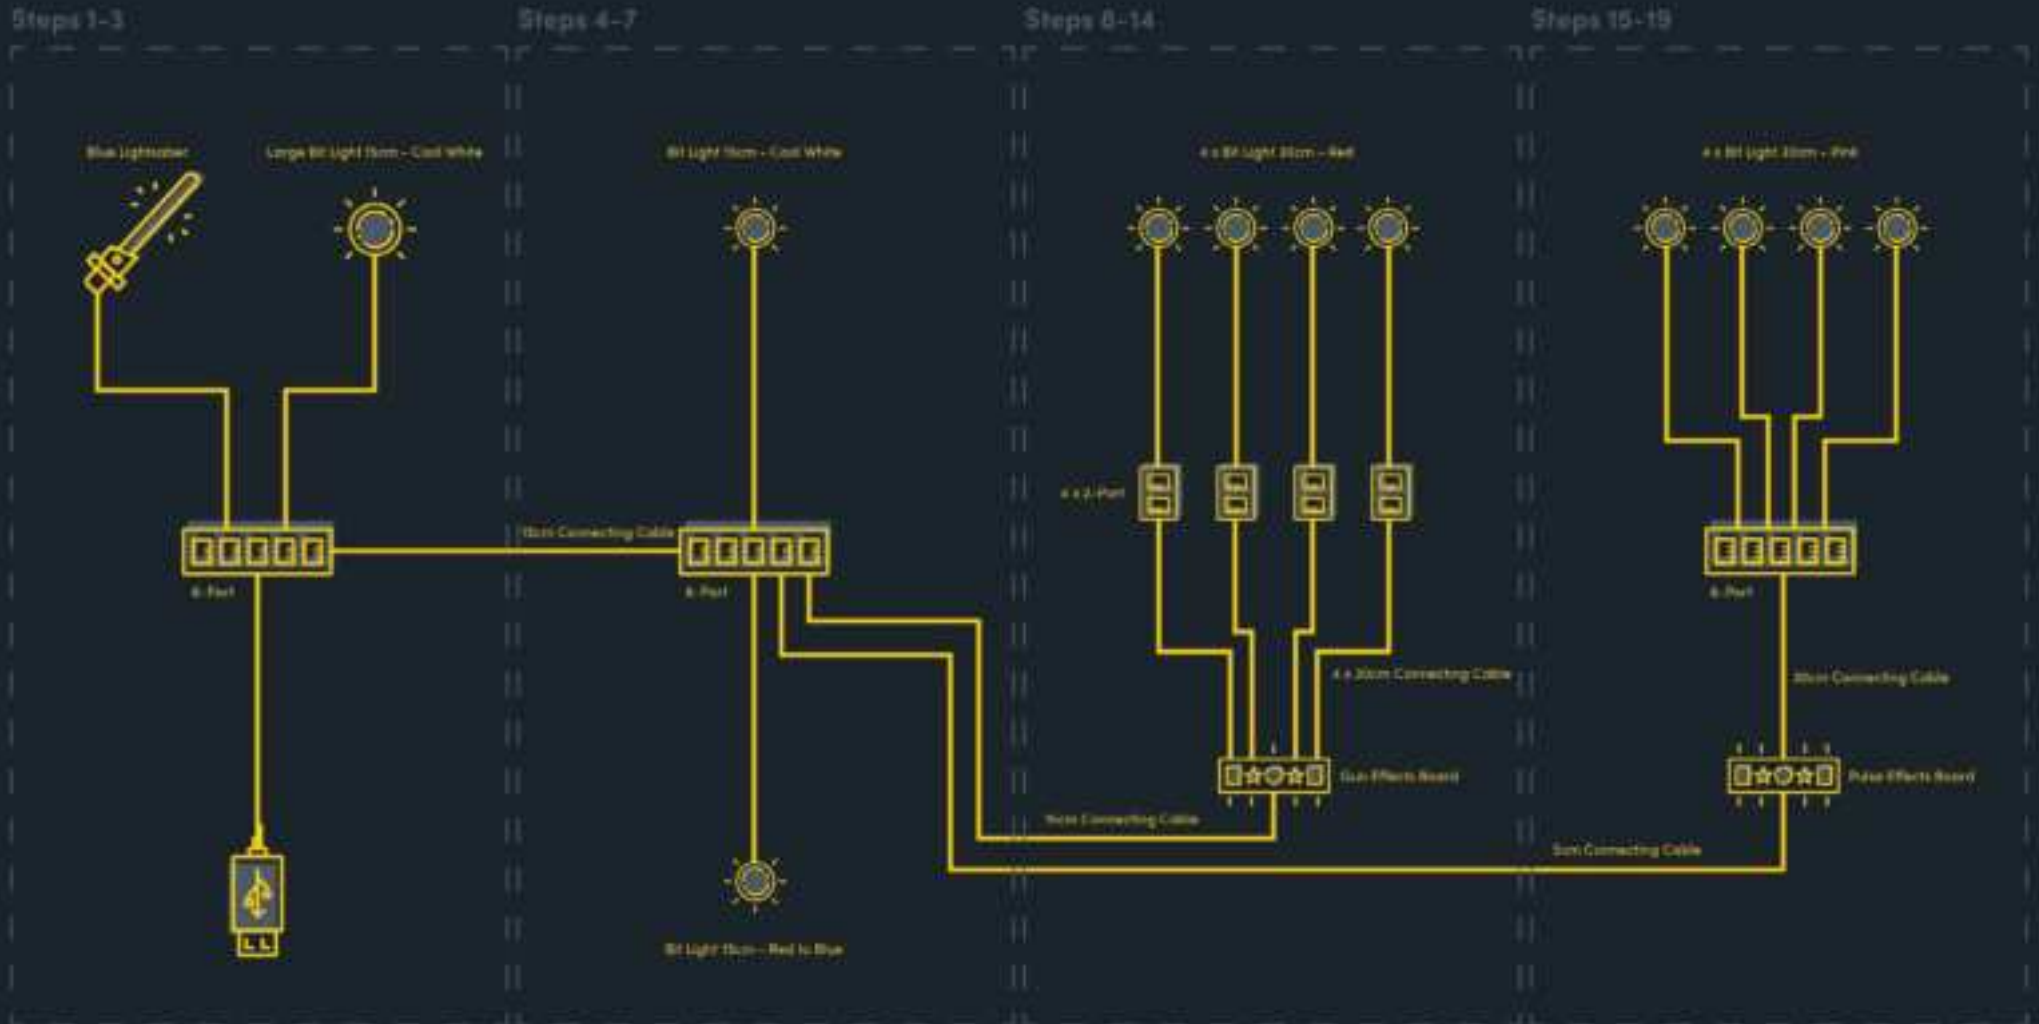 Steps 1-3
Steps 4-7
Steps 8-14
Steps 15-19
Blue Lightsaber
Large Bit Light 15cm - Cool White
Bit Light 15cm - Cool White
4 x Bit Light 30cm - Red
4 x Bit Light 30cm - Pink
4 x 2-Port
15cm Connecting Cable
6-Port
6-Port
6-Port
4 x 30cm Connecting Cable
30cm Connecting Cable
Gun Effects Board
Pulse Effects Board
15cm Connecting Cable
5cm Connecting Cable
Bit Light 15cm - Red to Blue